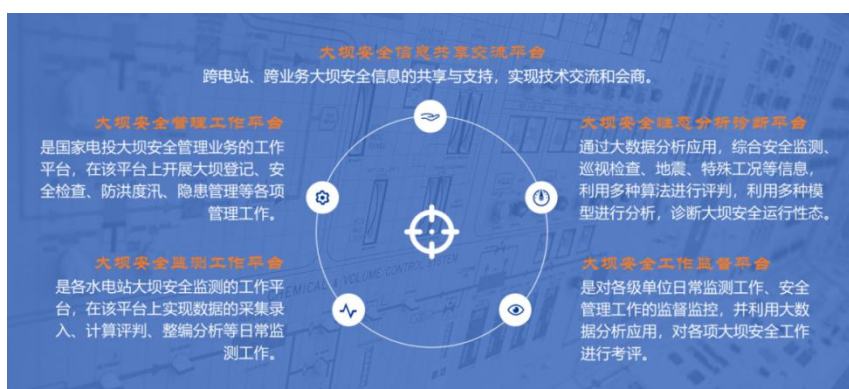 大坝安全信息共享交流平台
跨电站、跨业务大坝安全信息的共享与支持，实现技术交流和会商。
大坝安全管理工作平台
是国家电投大坝安全管理业务的工作
平台，在该平台上开展大坝登记、安
全检查、防洪度汛、隐患管理等各项
管理工作。
大坝安全性态分析诊断平台
通过大数据分析应用，综合安全监测、
巡视检查、地震、特殊工况等信息，
利用多种算法进行评判，利用多种模
型进行分析，诊断大坝安全运行性态。
大坝安全监测工作平台
是各水电站大坝安全监测的工作平
台，在该平台上实现数据的采集录
入、计算评判、整编分析等日常监
测工作。
大坝安全工作监督平台
是对各级单位日常监测工作、安全
管理工作的监督监控，并利用大数
据分析应用，对各项大坝安全工作
进行考评。
CHEMICAL & VOLUME CONTROL SYSTEM